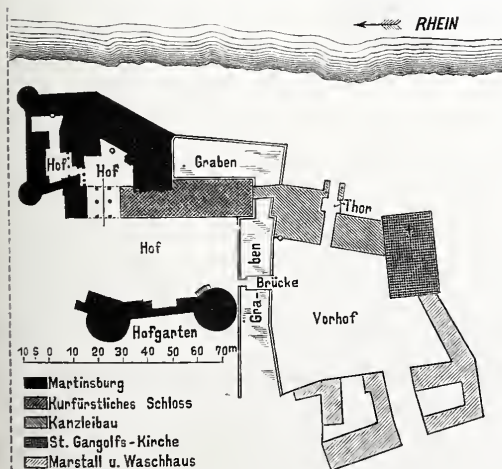 RHEIN
Graben
Hof
Hof
Thor
Hof
Gra-
ben
Brücke
Vorhof
Hofgarten
10 5 0 10 20 30 40 50 60 70m
Martinsburg
Kurfürstliches Schloss
Kanzleibau
St. Gangolfs-Kirche
Marstall u. Waschhaus